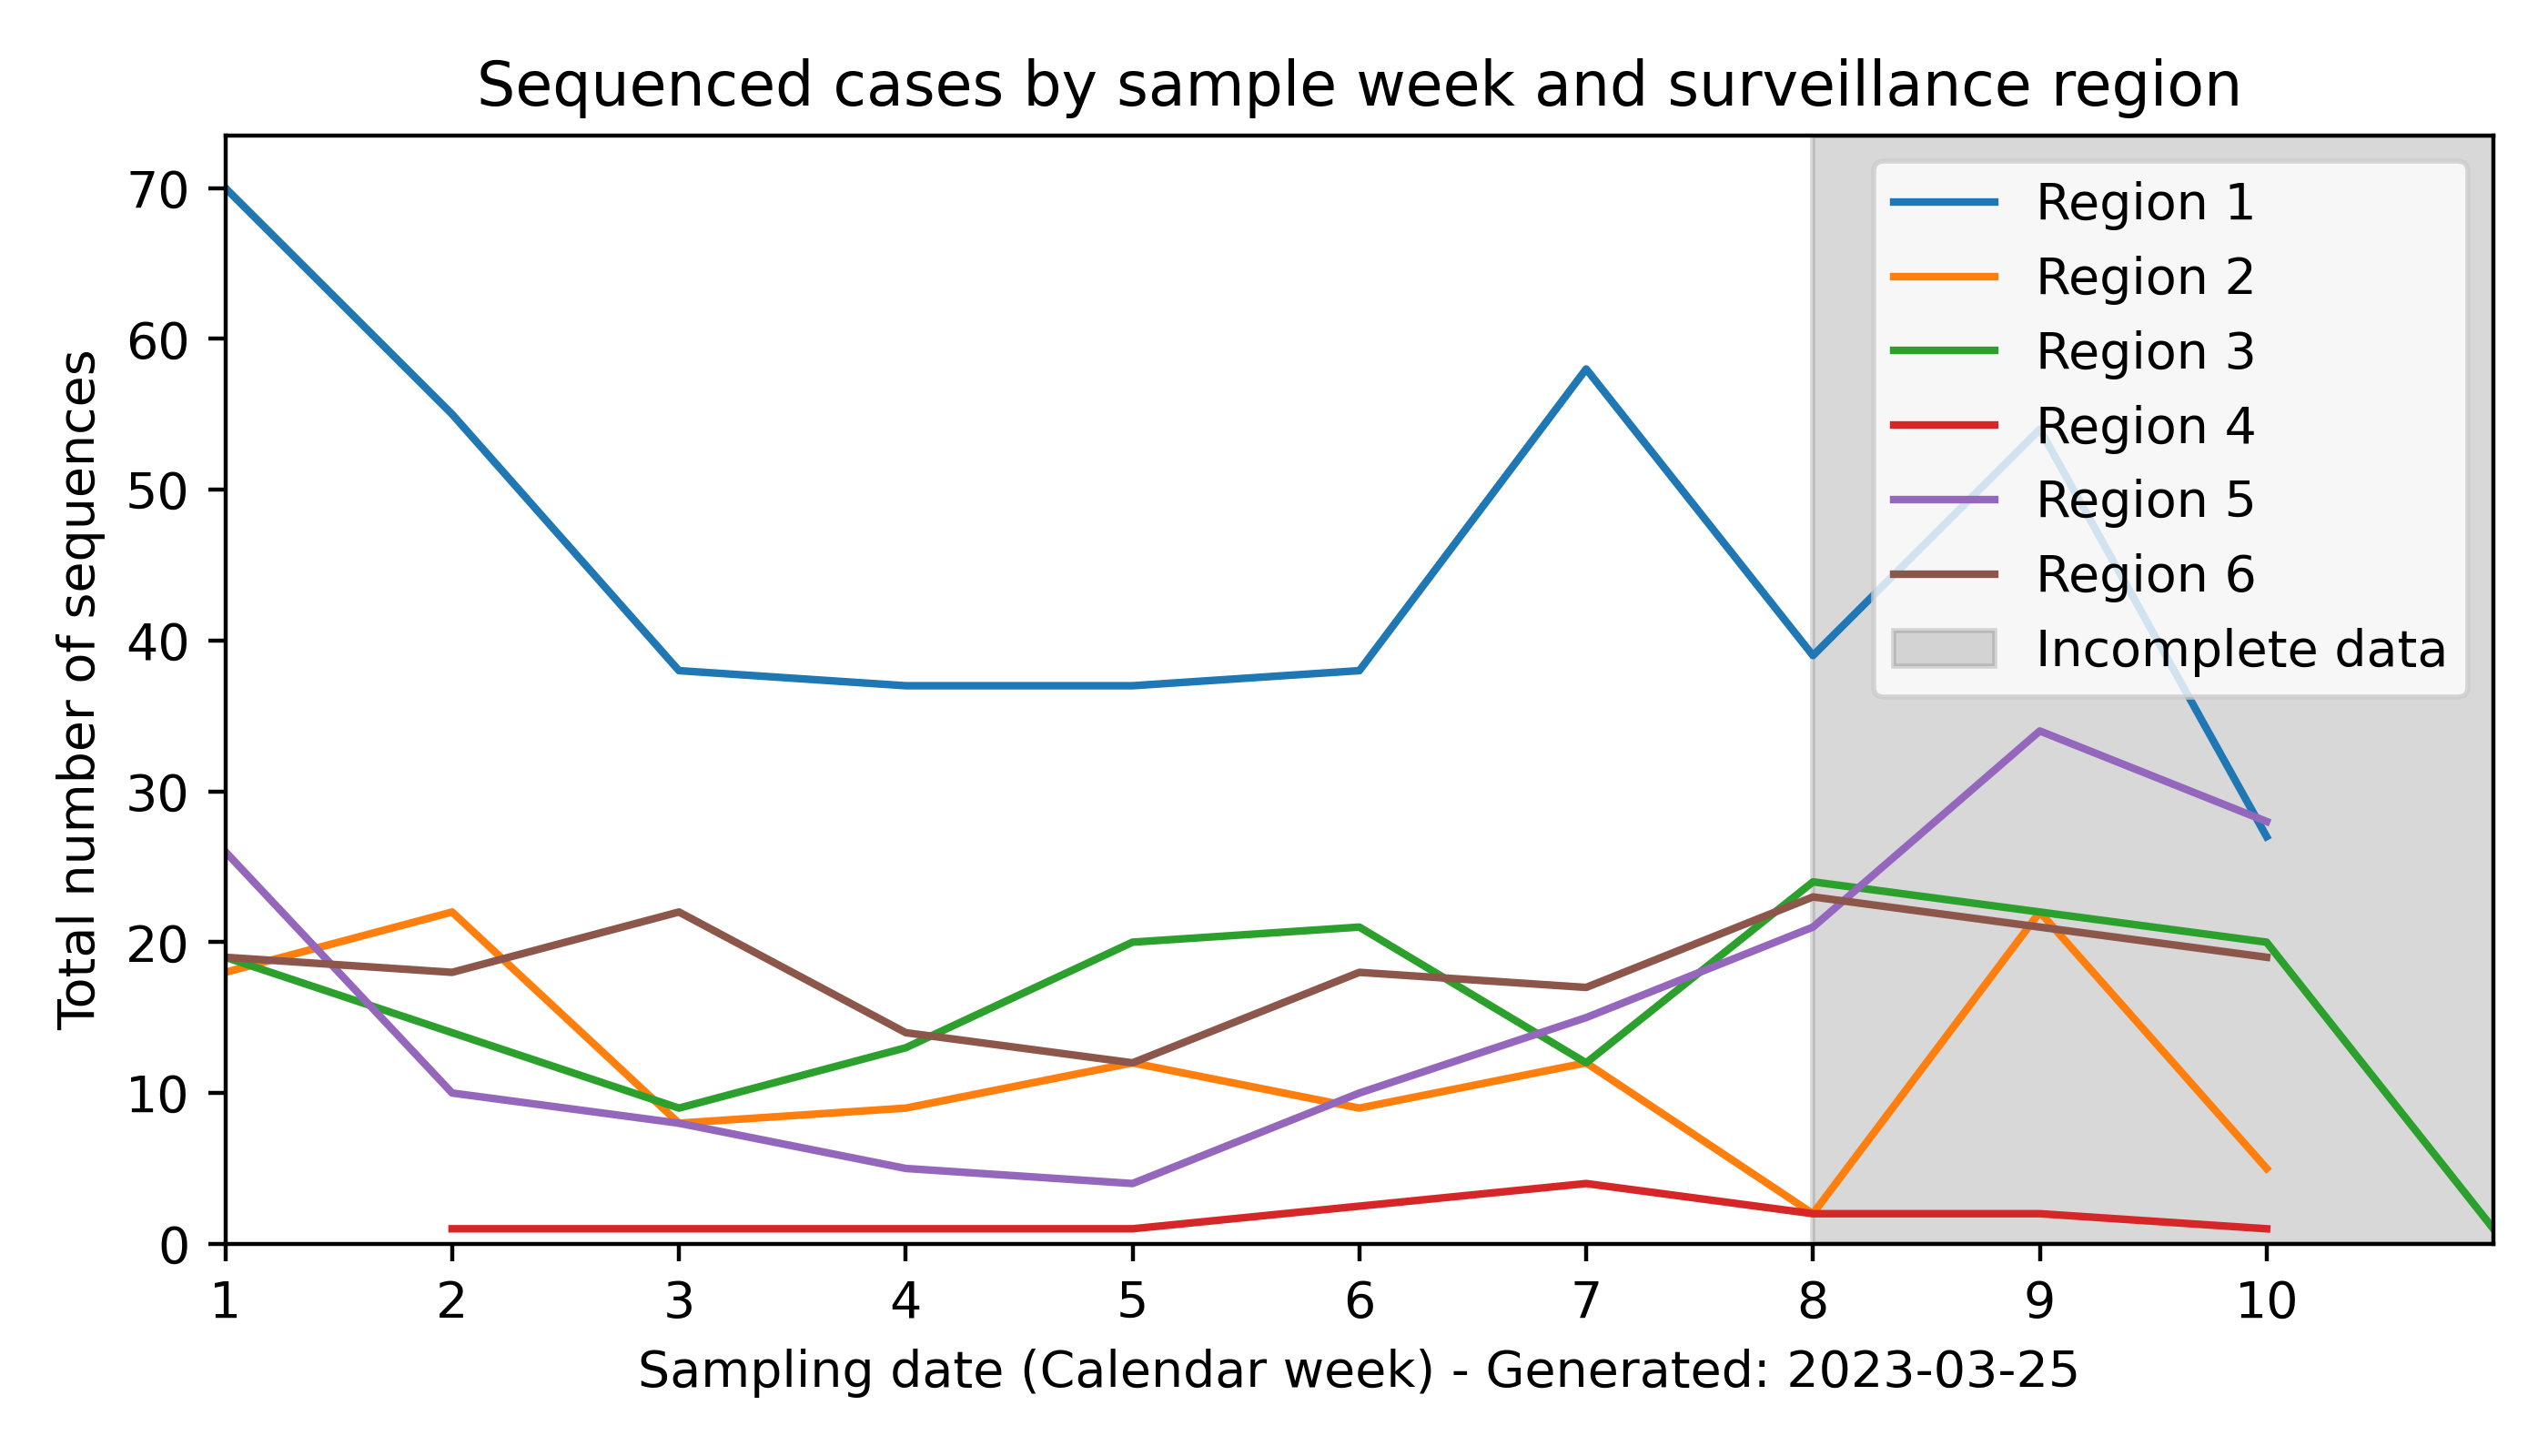 Sequenced cases by sample week and surveillance region
Total number of sequences
70
60
50
40
30
20
10
0
Region 1
Region 2
Region 3
Region 4
Region 5
Region 6
Incomplete data
1 2 3 4 5 6 7 8 9 10
Sampling date (Calendar week) - Generated: 2023-03-25